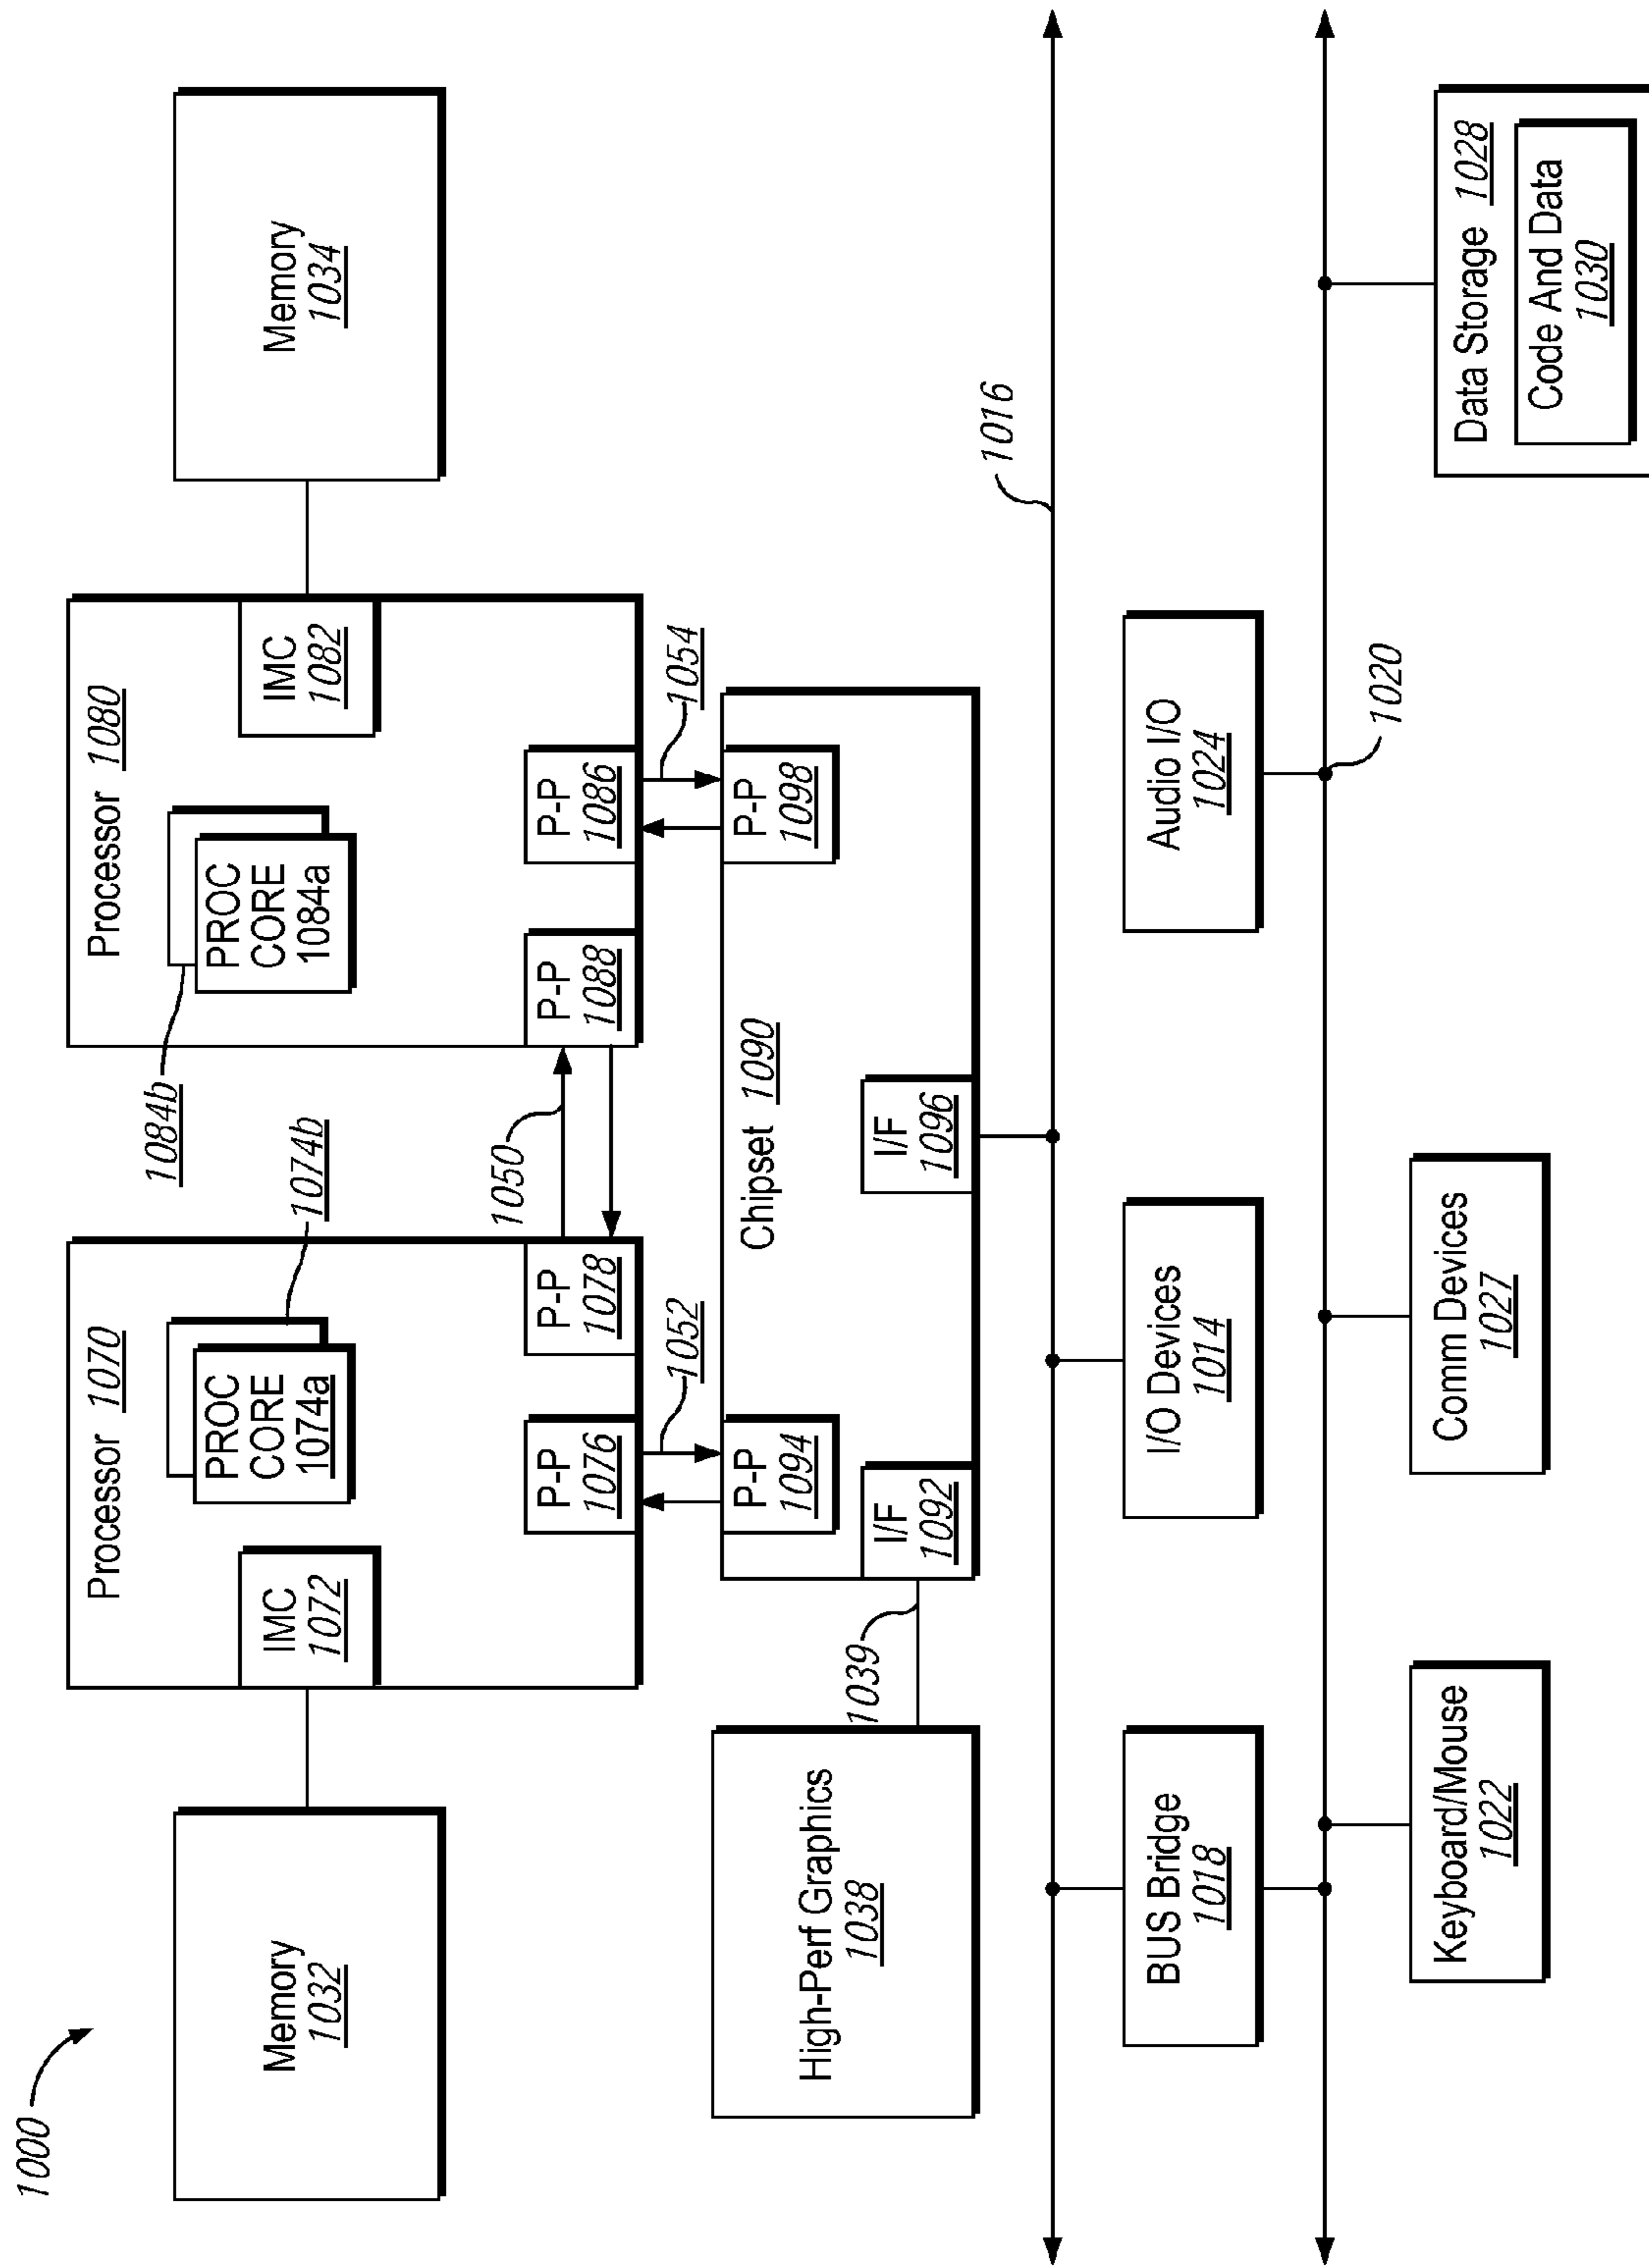 1000
Memory
1032
Processor 1070
IMC
1072
PROC
CORE
1074a
1074b
P-P
1076
P-P
1078
1050
Processor 1080
1084b
PROC
CORE
1084a
IMC
1082
P-P
1088
P-P
1086
Memory
1034
1052
1054
High-Perf Graphics
1038
1039
P-P
1094
Chipset 1090
P-P
1098
I/F
1092
I/F
1096
1016
BUS Bridge
1018
I/O Devices
1014
Audio I/O
1024
1020
Keyboard/Mouse
1022
Comm Devices
1027
Data Storage 1028
Code And Data
1030